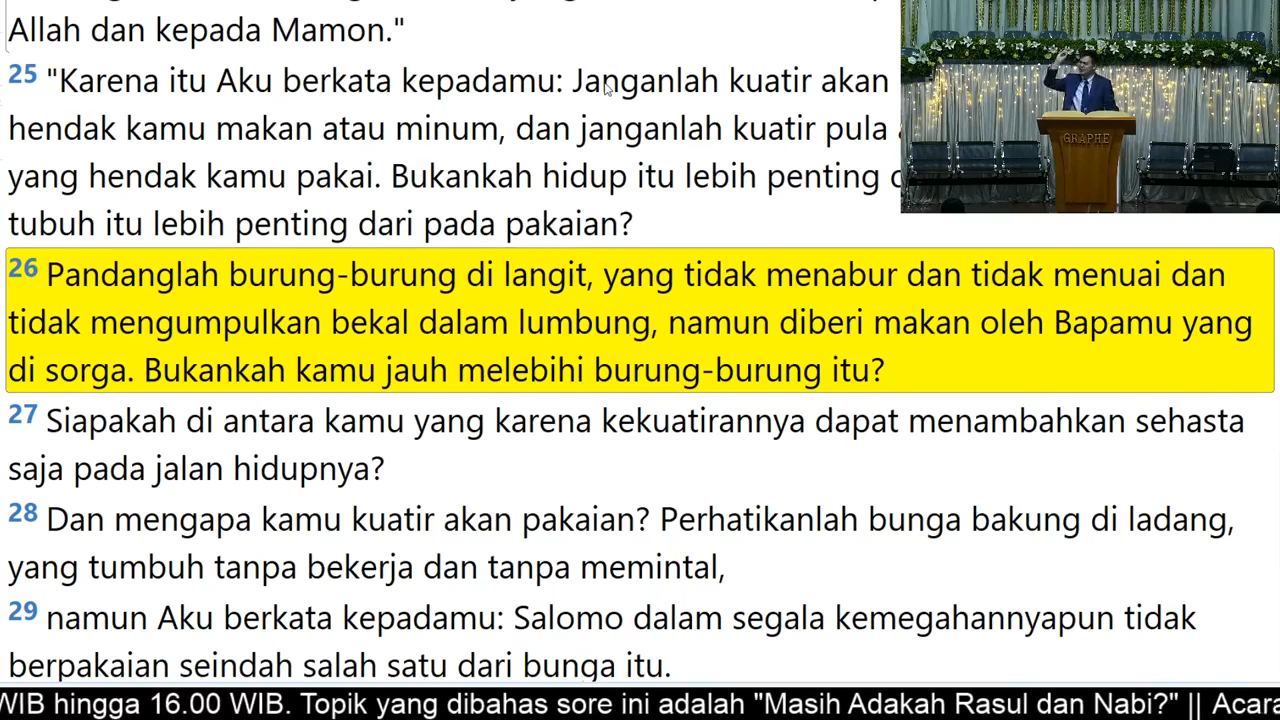 Allah dan kepada Mamon."
25 "Karena itu Aku berkata kepadamu: Janganlah kuatir akan
hendak kamu makan atau minum, dan janganlah kuatir pula
yang hendak kamu pakai. Bukankah hidup itu lebih penting
tubuh itu lebih penting dari pada pakaian?
26 Pandanglah burung-burung di langit, yang tidak menabur dan tidak menuai dan
tidak mengumpulkan bekal dalam lumbung, namun diberi makan oleh Bapamu yang
di sorga. Bukankah kamu jauh melebihi burung-burung itu?
27 Siapakah di antara kamu yang karena kekuatirannya dapat menambahkan sehasta
saja pada jalan hidupnya?
28 Dan mengapa kamu kuatir akan pakaian? Perhatikanlah bunga bakung di ladang,
yang tumbuh tanpa bekerja dan tanpa memintal,
29 namun Aku berkata kepadamu: Salomo dalam segala kemegahannyapun tidak
berpakaian seindah salah satu dari bunga itu.
GRAPHE
WIB hingga 16.00 WIB. Topik yang dibahas sore ini adalah "Masih Adakah Rasul dan Nabi?" || Acara